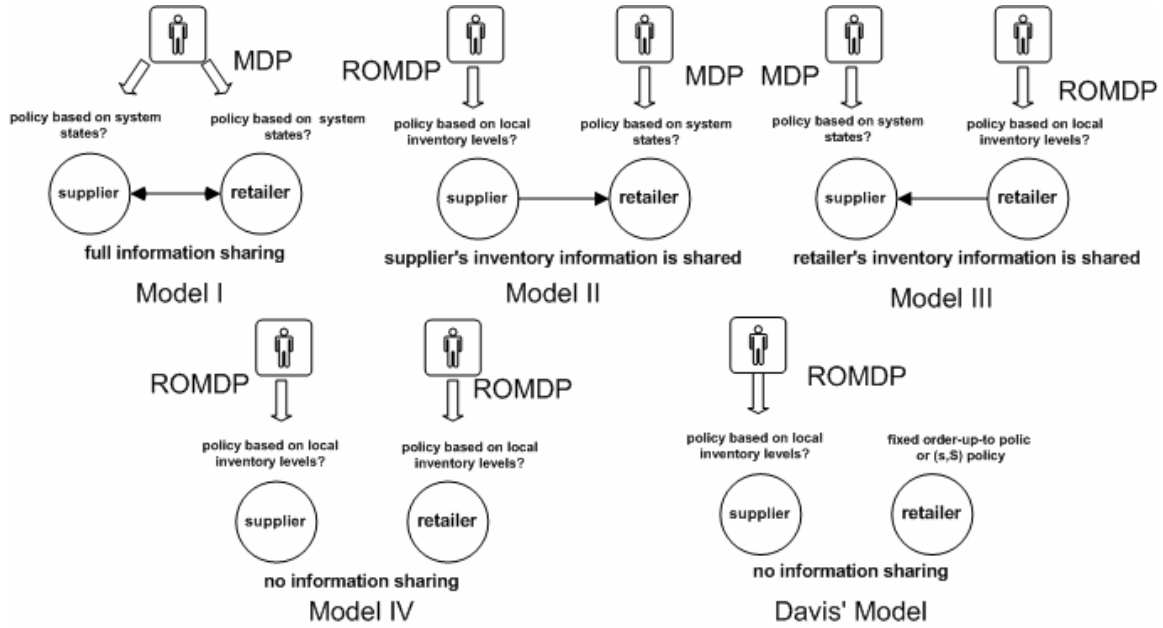 MDP
policy based on system
states?
policy based on system
states?
supplier
retailer
full information sharing
Model I
ROMDP
MDP
policy based on local
inventory levels?
policy based on system
states?
supplier
retailer
supplier's inventory information is shared
Model II
MDP
ROMDP
policy based on system
states?
policy based on local
inventory levels?
supplier
retailer
retailer's inventory information is shared
Model III
ROMDP
ROMDP
policy based on local
inventory levels?
policy based on local
inventory levels?
supplier
retailer
no information sharing
Model IV
ROMDP
policy based on local
inventory levels?
fixed order-up-to polic
or (s,S) policy
supplier
retailer
no information sharing
Davis' Model